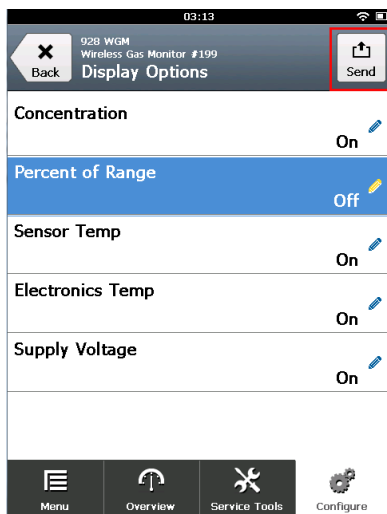 03:13
928 WGM
Wireless Gas Monitor #199
Back
Display Options
Send
Concentration
On
Percent of Range
Off
Sensor Temp
On
Electronics Temp
On
Supply Voltage
On
Menu
Overview
Service Tools
Configure